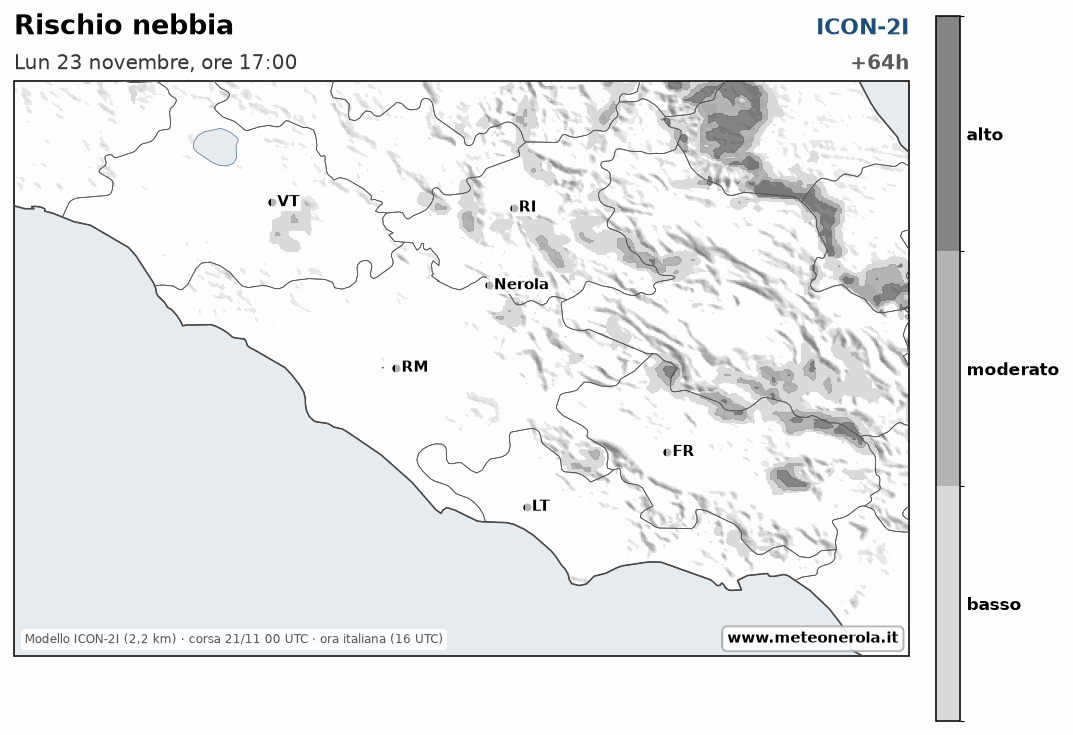 Rischio nebbia
ICON-2I
Lun 23 novembre, ore 17:00
+64h
alto
VT
RI
Nerola
RM
moderato
FR
LT
basso
Modello ICON-2I (2,2 km) · corsa 21/11 00 UTC · ora italiana (16 UTC)
www.meteonerola.it